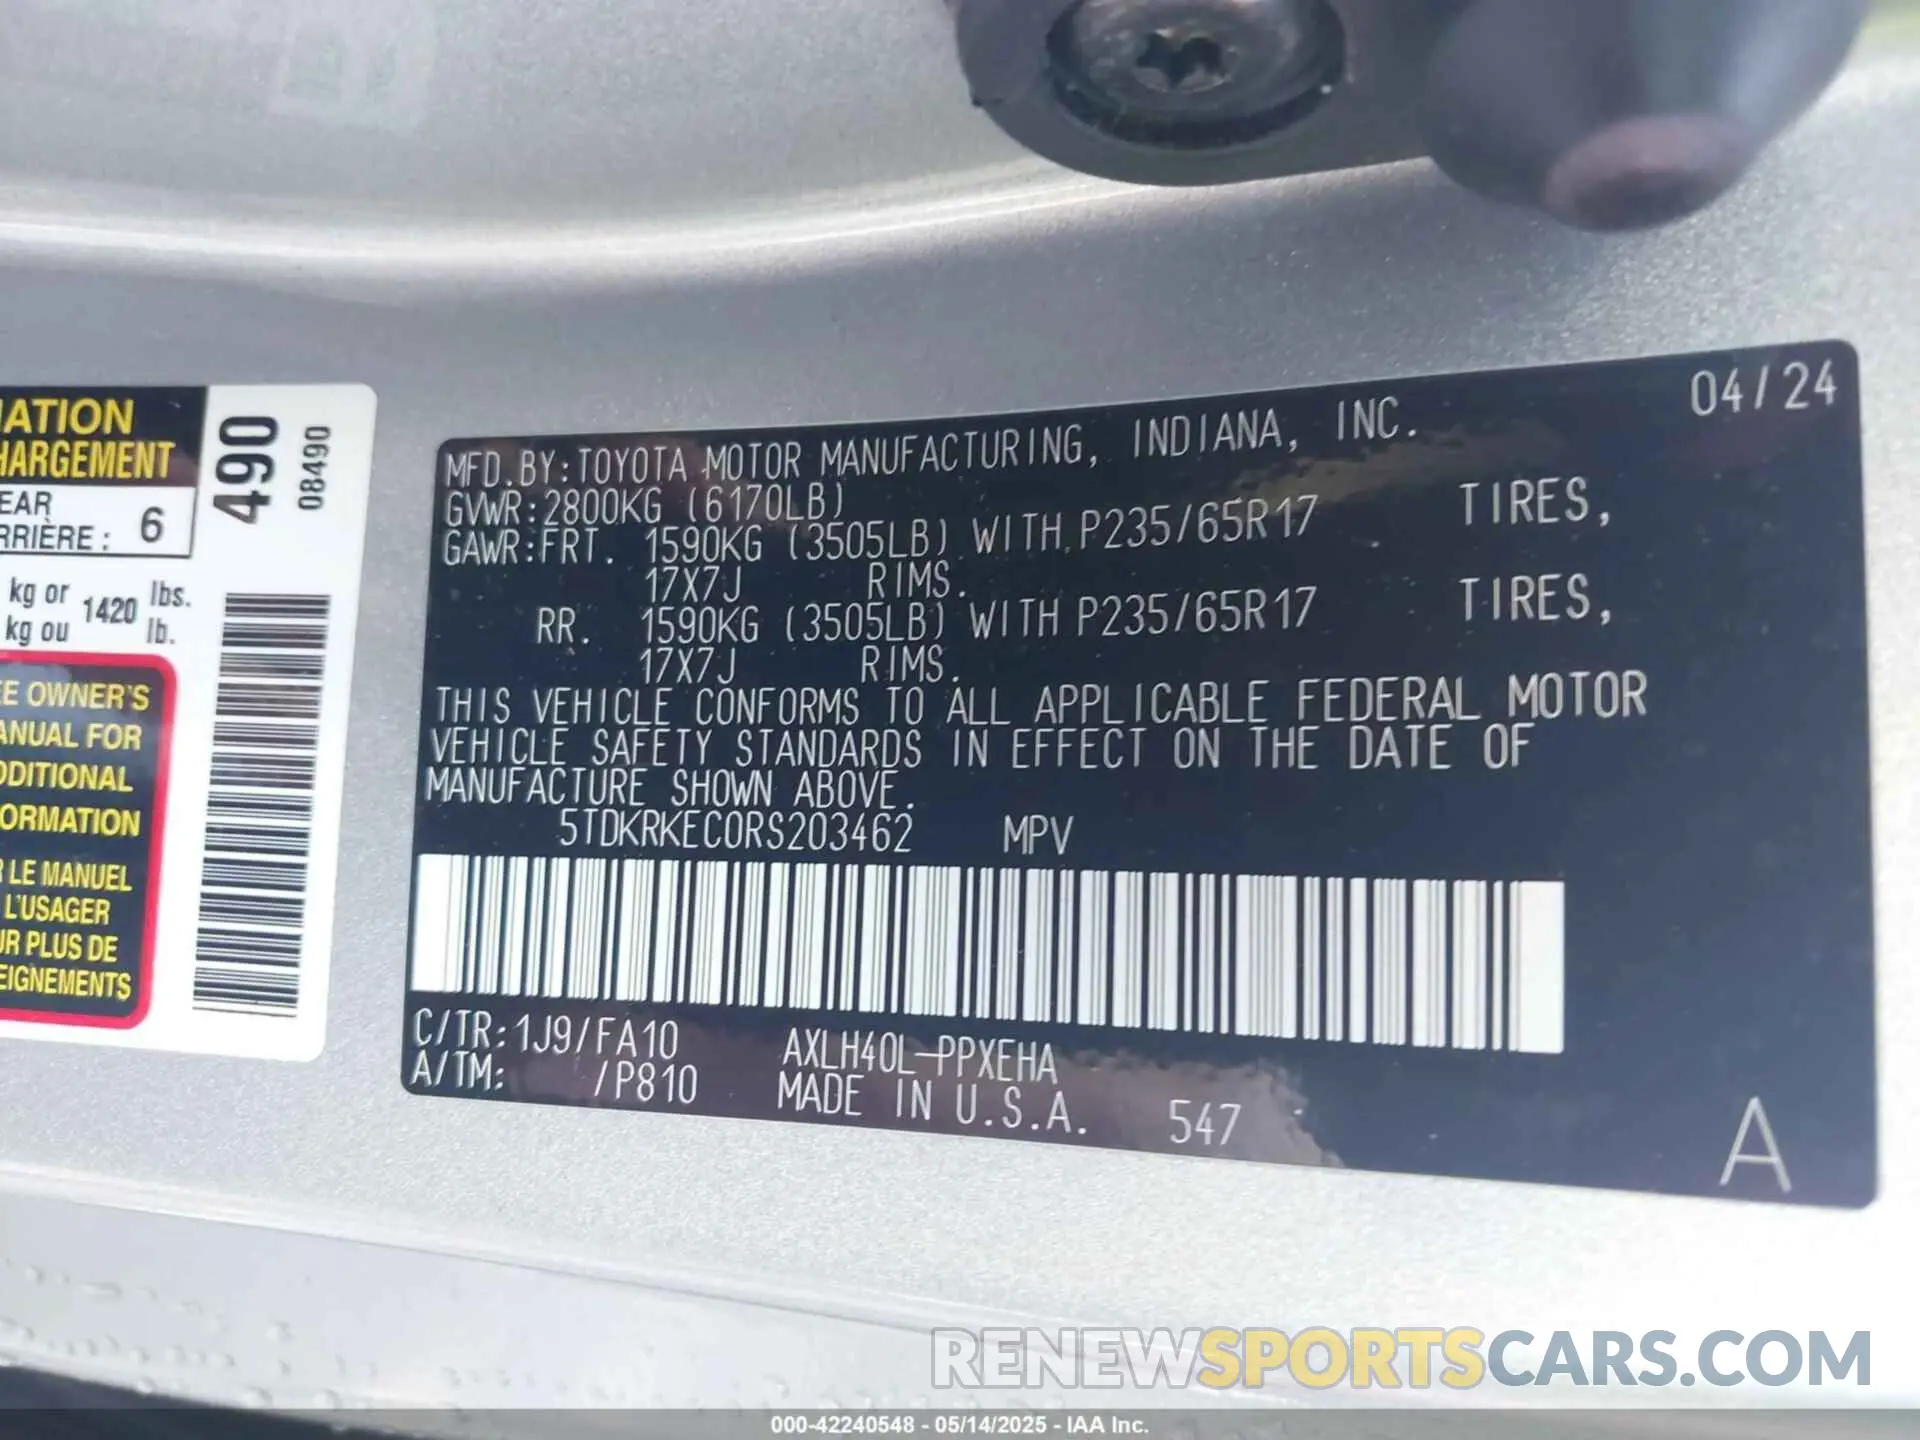 IATION
HARGEMENT
EAR
RRIÈRE : 6
kg or 1420 lbs.
kg ou lb.
EE OWNER'S
ANUAL FOR
DDITIONAL
FORMATION
R LE MANUEL
L'USAGER
UR PLUS DE
EIGNEMENTS
490
08490
04/24
MFD.BY:TOYOTA MOTOR MANUFACTURING, INDIANA, INC.
GVWR:2800KG (6170LB)
GAWR:FRT. 1590KG (3505LB) WITH P235/65R17 TIRES,
17X7J RIMS.
RR. 1590KG (3505LB) WITH P235/65R17 TIRES,
17X7J RIMS.
THIS VEHICLE CONFORMS TO ALL APPLICABLE FEDERAL MOTOR
VEHICLE SAFETY STANDARDS IN EFFECT ON THE DATE OF
MANUFACTURE SHOWN ABOVE.
5TDKRKEC0RS203462 MPV
C/TR:1J9/FA10 AXLH40L-PPXEHA
A/TM: /P810 MADE IN U.S.A. 547
A
RENEWSPORTSCARS.COM
000-42240548 - 05/14/2025 - IAA Inc.